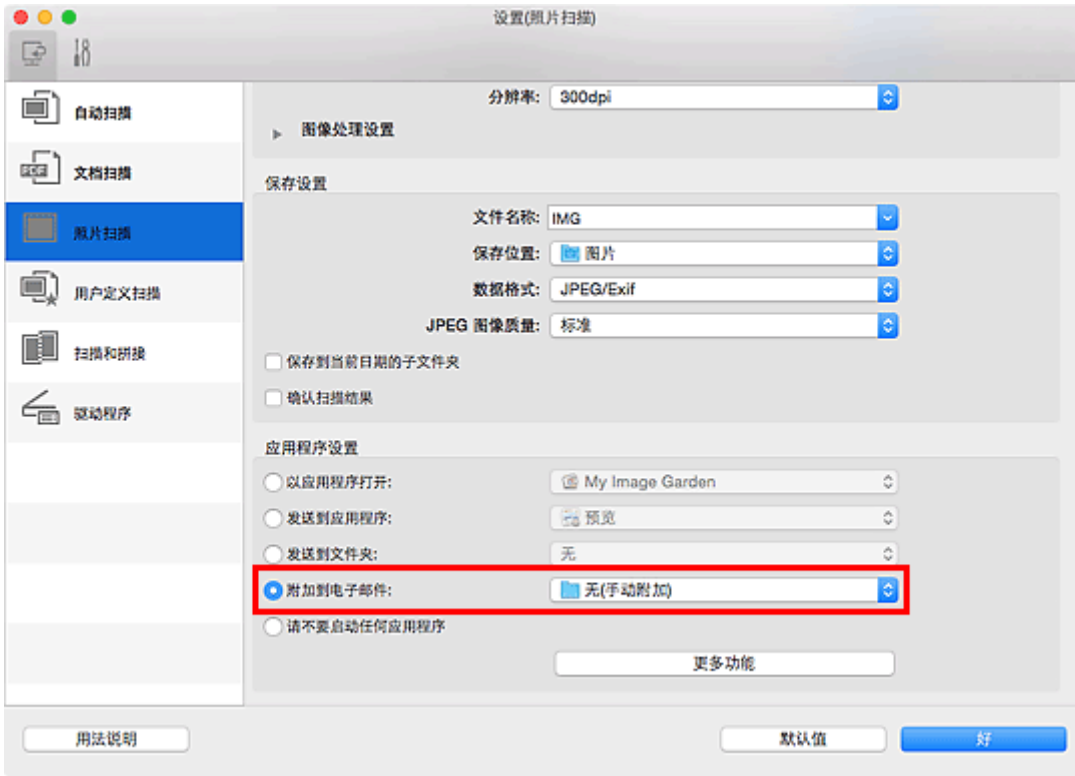 设置(照片扫描)
自动扫描
文档扫描
照片扫描
用户定义扫描
扫描和拼接
驱动程序
分辨率: 300dpi
图像处理设置
保存设置
文件名称: IMG
保存位置: 图片
数据格式: JPEG/Exif
JPEG 图像质量: 标准
保存到当前日期的子文件夹
确认扫描结果
应用程序设置
以应用程序打开: My Image Garden
发送到应用程序: 预览
发送到文件夹: 无
附加到电子邮件: 无(手动附加)
请不要启动任何应用程序
更多功能
用法说明 默认值 好